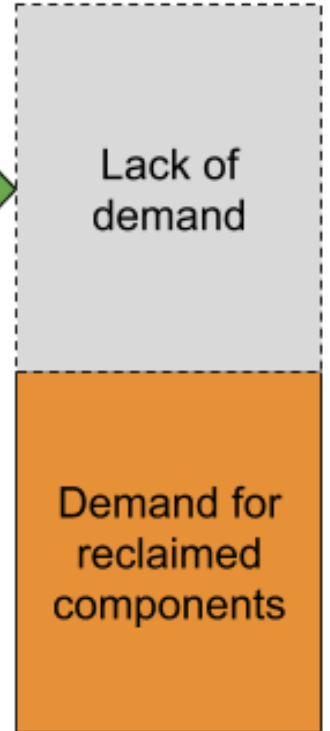 Lack of
demand
Demand for
reclaimed
components